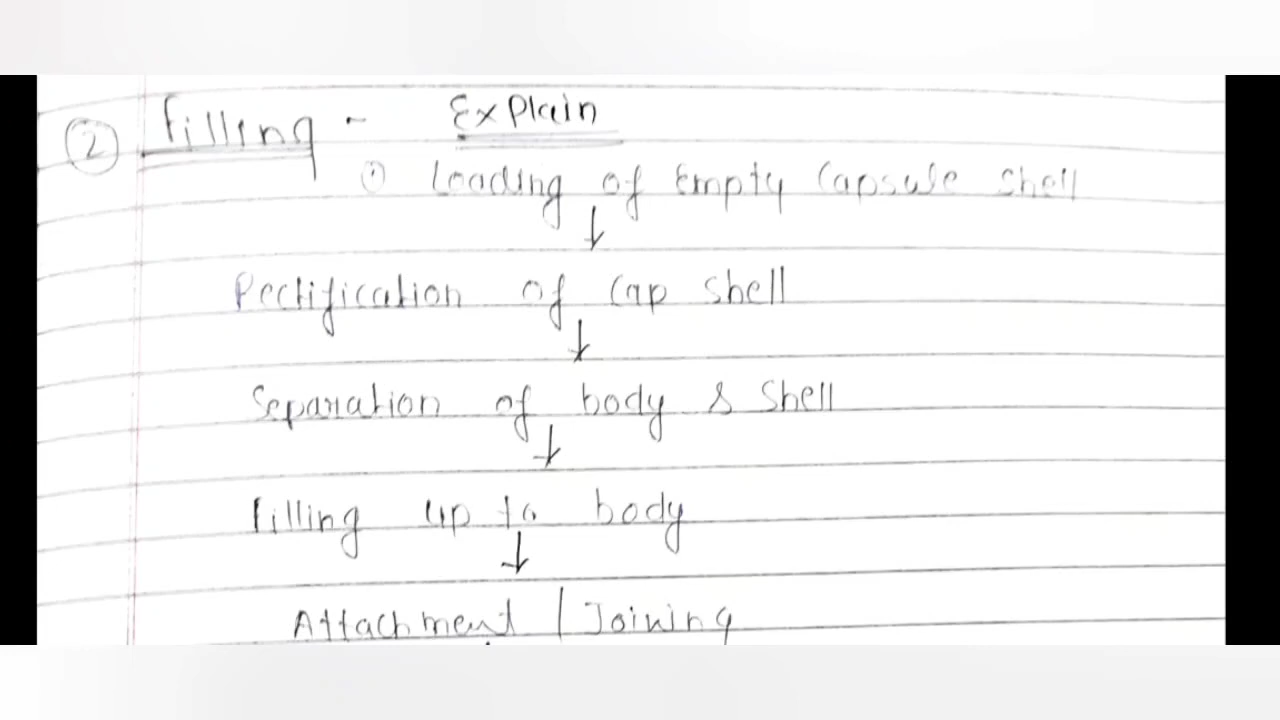 ② Filling - Explain
① Loading of Empty Capsule Shell
↓
Rectification of Cap shell
↓
Separation of body & Shell
↓
Filling up to body
↓
Attachment / Joining